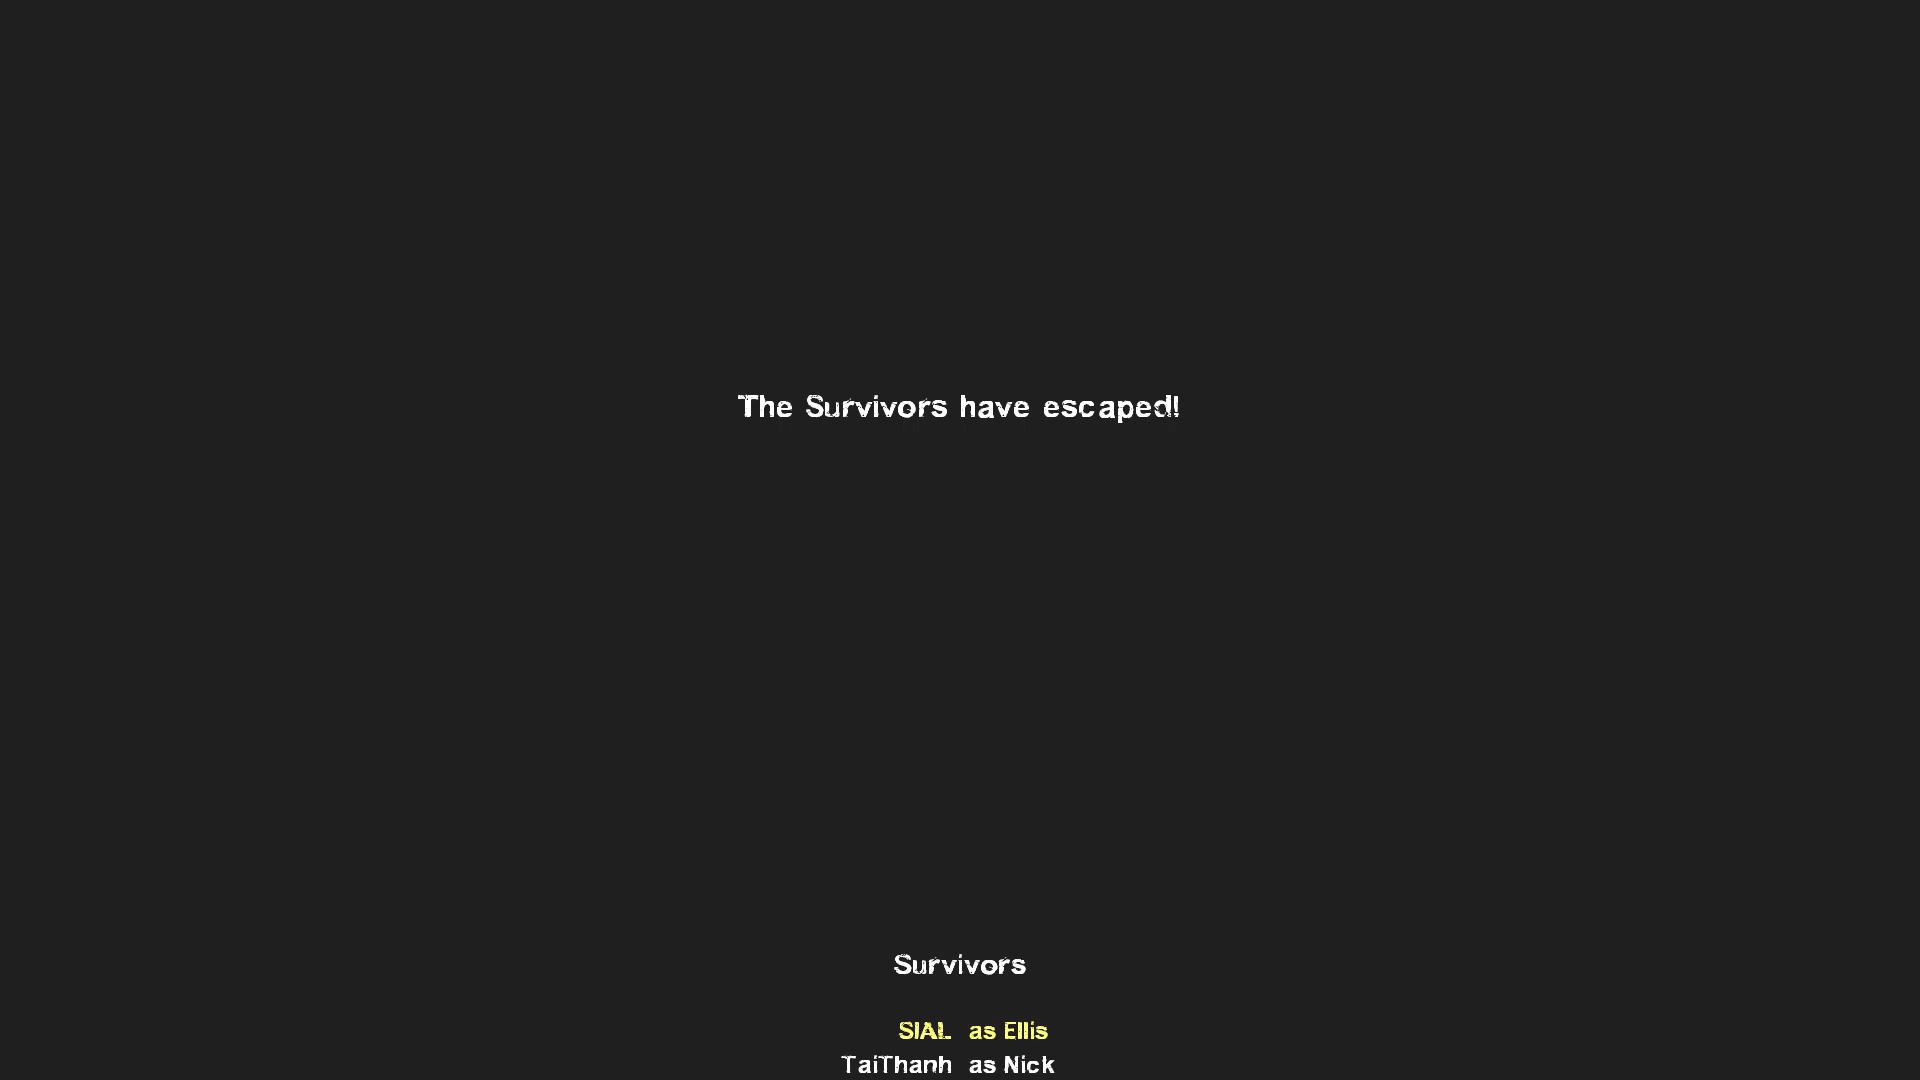 The Survivors have escaped!
Survivors
SIAL as Ellis
TaiThanh as Nick